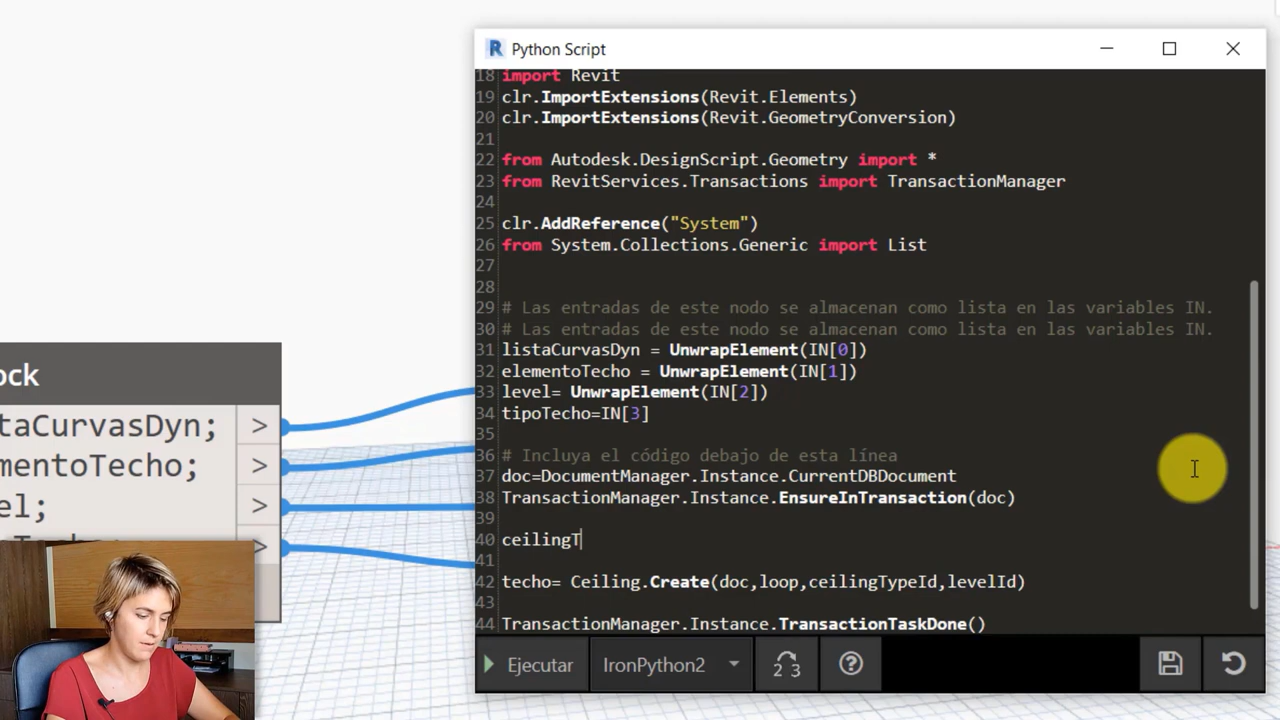 Python Script
18 import Revit
19 clr.ImportExtensions(Revit.Elements)
20 clr.ImportExtensions(Revit.GeometryConversion)
21
22 from Autodesk.DesignScript.Geometry import *
23 from RevitServices.Transactions import TransactionManager
24
25 clr.AddReference("System")
26 from System.Collections.Generic import List
27
28
29 # Las entradas de este nodo se almacenan como lista en las variables IN.
30 # Las entradas de este nodo se almacenan como lista en las variables IN.
31 listaCurvasDyn = UnwrapElement(IN[0])
32 elementoTecho = UnwrapElement(IN[1])
33 level= UnwrapElement(IN[2])
34 tipoTecho=IN[3]
35
36 # Incluya el código debajo de esta línea
37 doc=DocumentManager.Instance.CurrentDBDocument
38 TransactionManager.Instance.EnsureInTransaction(doc)
39
40 ceilingT
41
42 techo= Ceiling.Create(doc,loop,ceilingTypeId,levelId)
43
44 TransactionManager.Instance.TransactionTaskDone()
Ejecutar IronPython2 2 3
ock
taCurvasDyn; >
mentoTecho; >
el; >
>